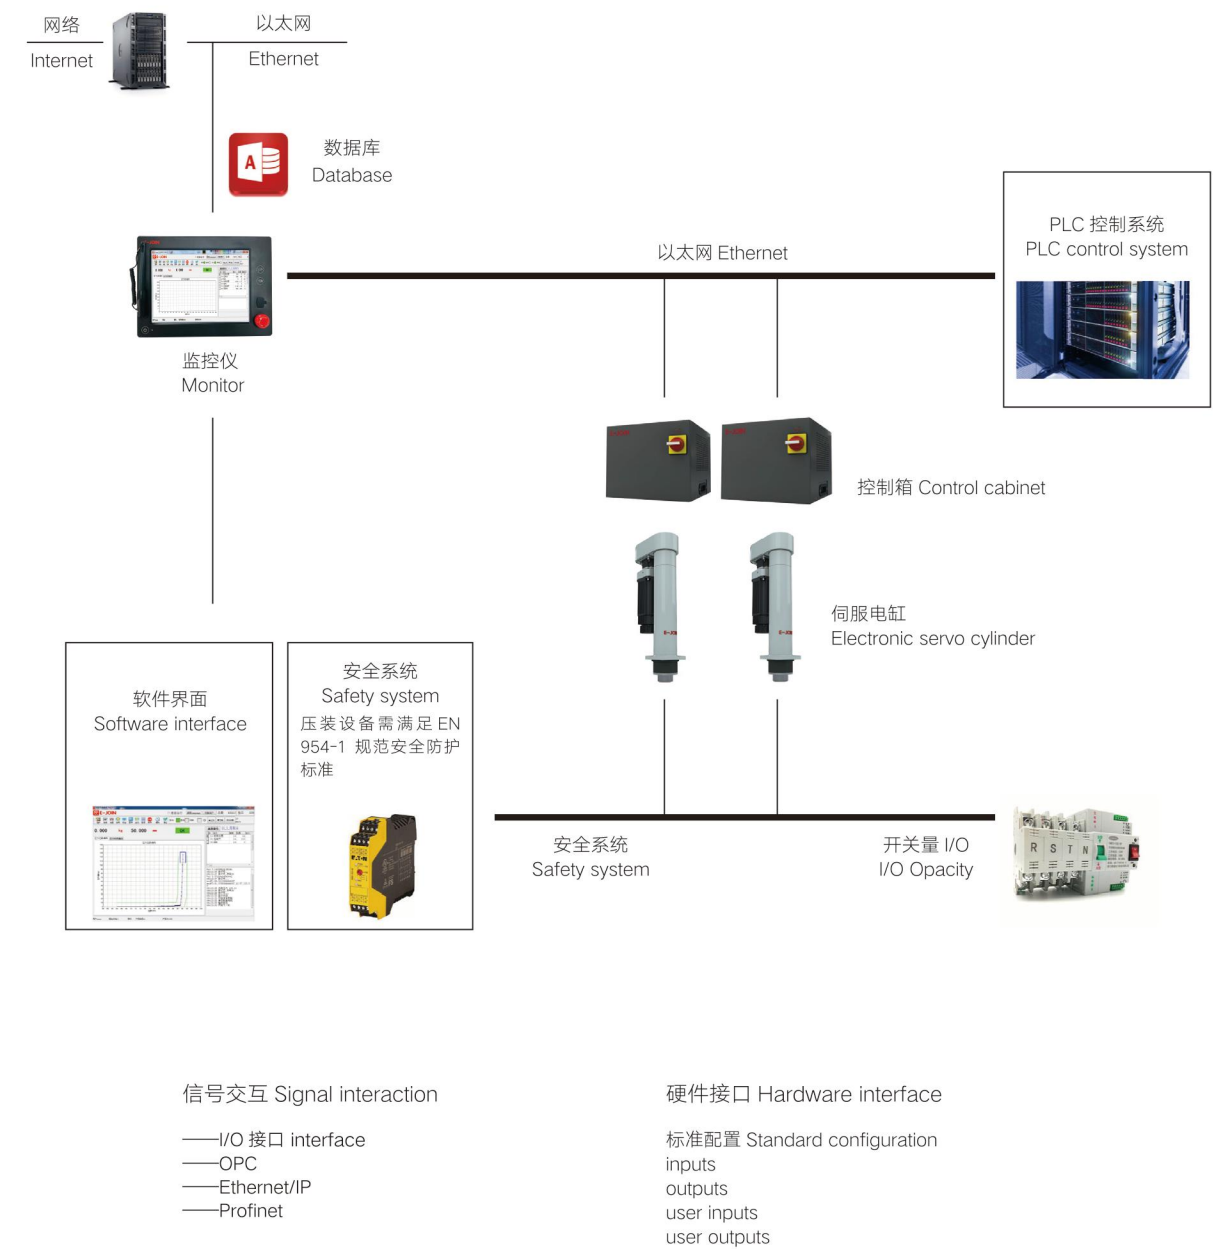 网络
Internet
以太网
Ethernet
数据库
Database
PLC 控制系统
PLC control system
以太网 Ethernet
监控仪
Monitor
控制箱 Control cabinet
伺服电缸
Electronic servo cylinder
E-JOIN
E-JOIN
软件界面
Software interface
E-JOIN
安全系统
Safety system
压装设备需满足 EN
954-1 规范安全防护
标准
安全系统
Safety system
开关量 I/O
I/O Opacity
R S T N
信号交互 Signal interaction
——I/O 接口 interface
——OPC
——Ethernet/IP
——Profinet
硬件接口 Hardware interface
标准配置 Standard configuration
inputs
outputs
user inputs
user outputs